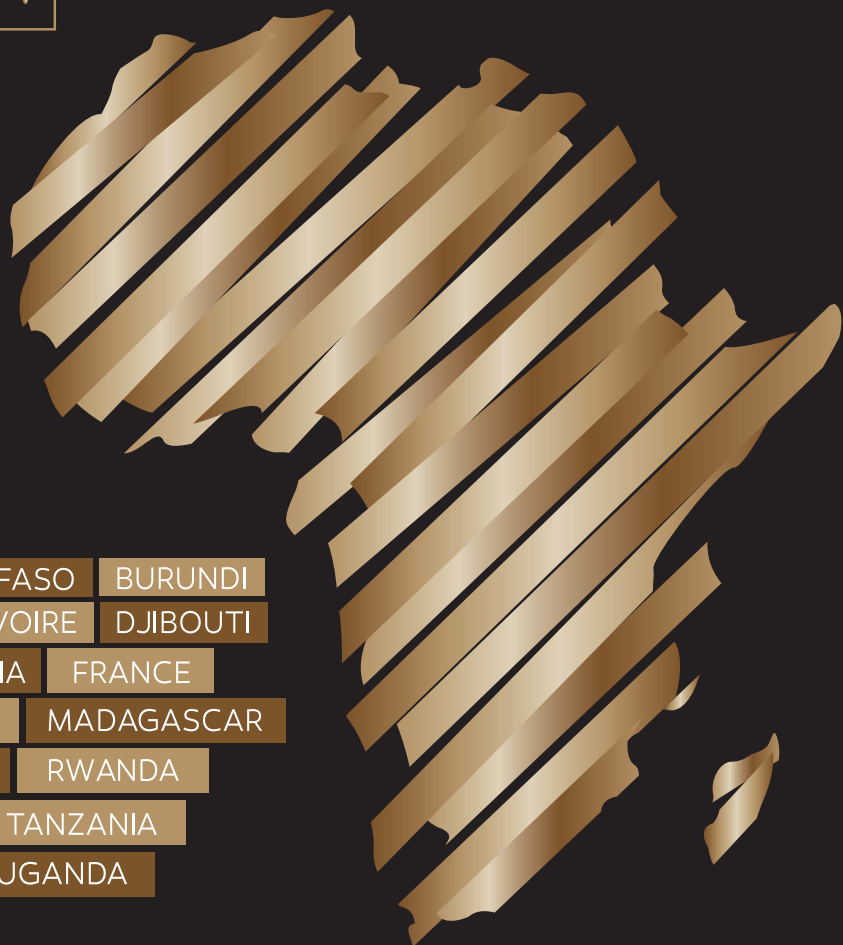 FASO BURUNDI
VOIRE DJIBOUTI
IA FRANCE
MADAGASCAR
RWANDA
TANZANIA
UGANDA